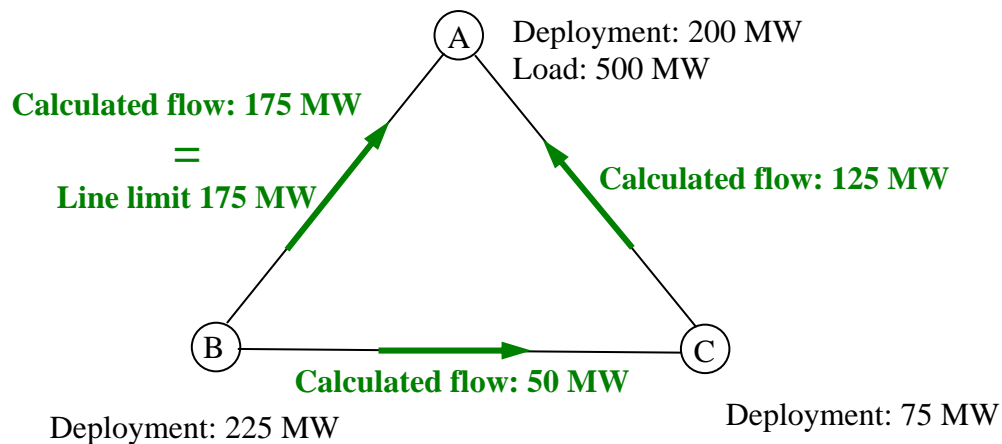 A
Deployment: 200 MW
Load: 500 MW
Calculated flow: 175 MW
=
Line limit 175 MW
Calculated flow: 125 MW
B
C
Calculated flow: 50 MW
Deployment: 225 MW
Deployment: 75 MW